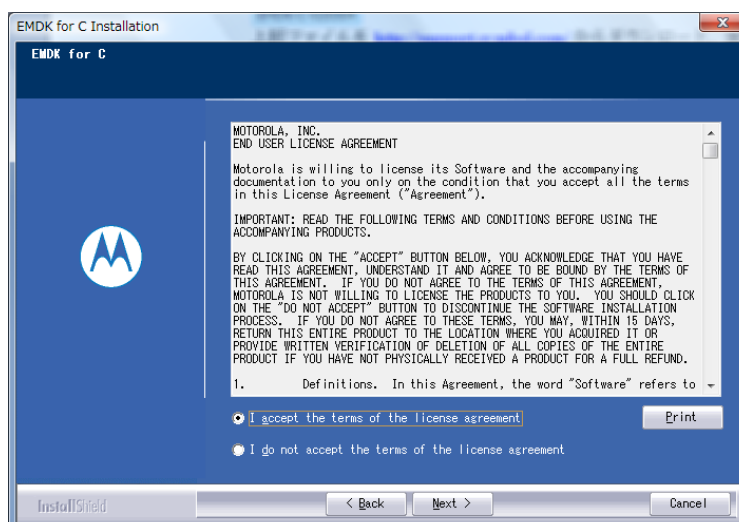 EMDK for C Installation
EMDK for C
MOTOROLA, INC.
END USER LICENSE AGREEMENT
Motorola is willing to license its Software and the accompanying
documentation to you only on the condition that you accept all the terms
in this License Agreement ("Agreement").
IMPORTANT: READ THE FOLLOWING TERMS AND CONDITIONS BEFORE USING THE
ACCOMPANYING PRODUCTS.
BY CLICKING ON THE "ACCEPT" BUTTON BELOW, YOU ACKNOWLEDGE THAT YOU HAVE
READ THIS AGREEMENT, UNDERSTAND IT AND AGREE TO BE BOUND BY THE TERMS OF
THIS AGREEMENT.  IF YOU DO NOT AGREE TO THE TERMS OF THIS AGREEMENT,
MOTOROLA IS NOT WILLING TO LICENSE THE PRODUCTS TO YOU.  YOU SHOULD CLICK
ON THE "DO NOT ACCEPT" BUTTON TO DISCONTINUE THE SOFTWARE INSTALLATION
PROCESS.  IF YOU DO NOT AGREE TO THESE TERMS, YOU MAY, WITHIN 15 DAYS,
RETURN THIS ENTIRE PRODUCT TO THE LOCATION WHERE YOU ACQUIRED IT OR
PROVIDE WRITTEN VERIFICATION OF DELETION OF ALL COPIES OF THE ENTIRE
PRODUCT IF YOU HAVE NOT PHYSICALLY RECEIVED A PRODUCT FOR A FULL REFUND.
1. Definitions.  In this Agreement, the word "Software" refers to
I accept the terms of the license agreement
Print
I do not accept the terms of the license agreement
InstallShield
< Back
Next >
Cancel